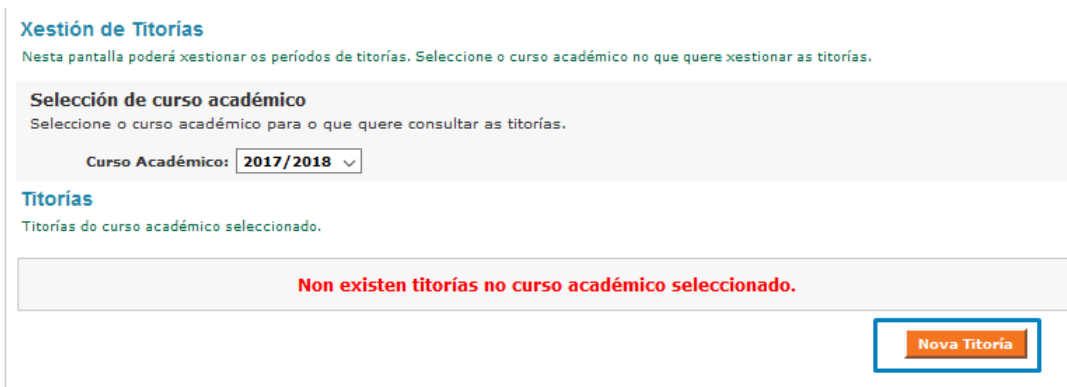 Xestión de Titorías
Nesta pantalla poderá xestionar os períodos de titorías. Seleccione o curso académico no que quere xestionar as titorías.
Selección de curso académico
Seleccione o curso académico para o que quere consultar as titorías.
Curso Académico: 2017/2018
Titorías
Titorías do curso académico seleccionado.
Non existen titorías no curso académico seleccionado.
Nova Titoría